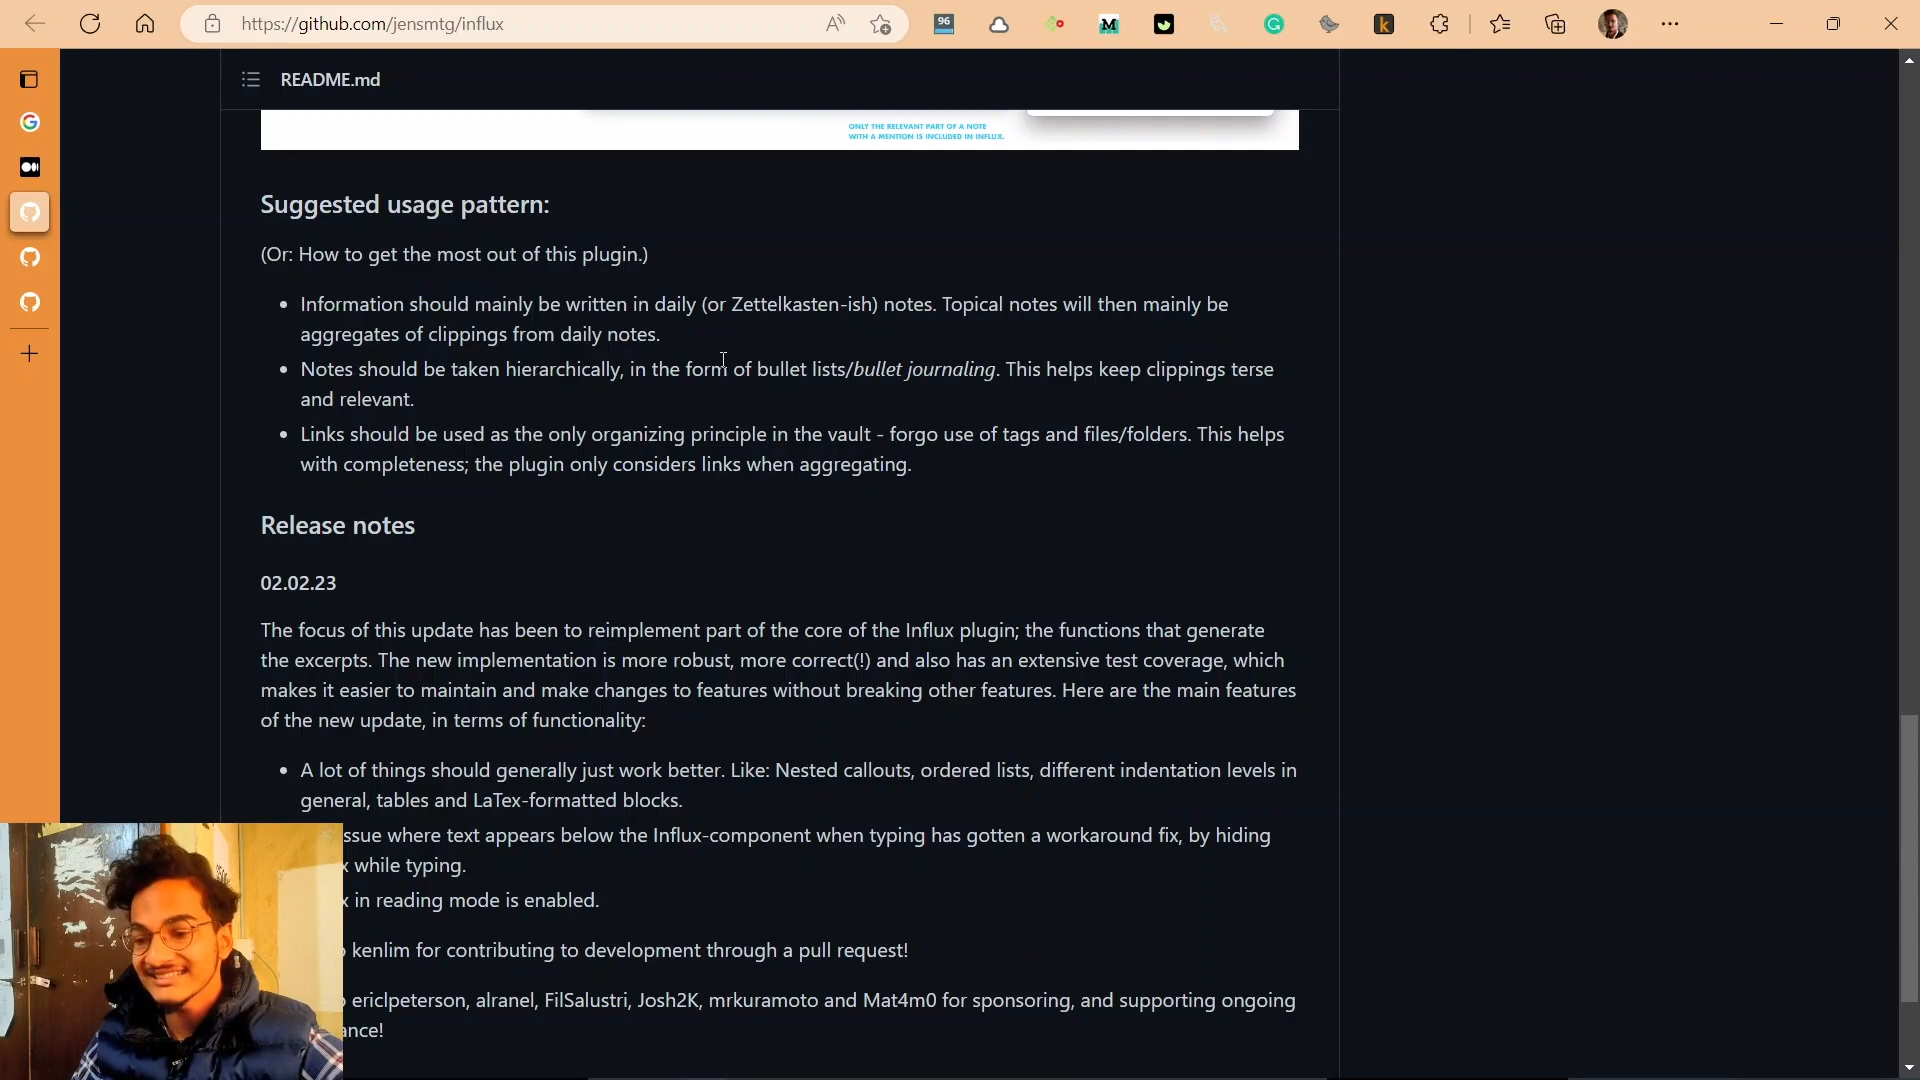 https://github.com/jensmtg/influx
96
README.md
ONLY THE RELEVANT PART OF A NOTE
WITH A MENTION IS INCLUDED IN INFLUX.
Suggested usage pattern:
(Or: How to get the most out of this plugin.)
Information should mainly be written in daily (or Zettelkasten-ish) notes. Topical notes will then mainly be
aggregates of clippings from daily notes.
Notes should be taken hierarchically, in the form of bullet lists/bullet journaling. This helps keep clippings terse
and relevant.
Links should be used as the only organizing principle in the vault - forgo use of tags and files/folders. This helps
with completeness; the plugin only considers links when aggregating.
Release notes
02.02.23
The focus of this update has been to reimplement part of the core of the Influx plugin; the functions that generate
the excerpts. The new implementation is more robust, more correct(!) and also has an extensive test coverage, which
makes it easier to maintain and make changes to features without breaking other features. Here are the main features
of the new update, in terms of functionality:
A lot of things should generally just work better. Like: Nested callouts, ordered lists, different indentation levels in
general, tables and LaTex-formatted blocks.
ssue where text appears below the Influx-component when typing has gotten a workaround fix, by hiding
x while typing.
x in reading mode is enabled.
kenlim for contributing to development through a pull request!
ericlpeterson, alranel, FilSalustri, Josh2K, mrkuramoto and Mat4m0 for sponsoring, and supporting ongoing
ance!